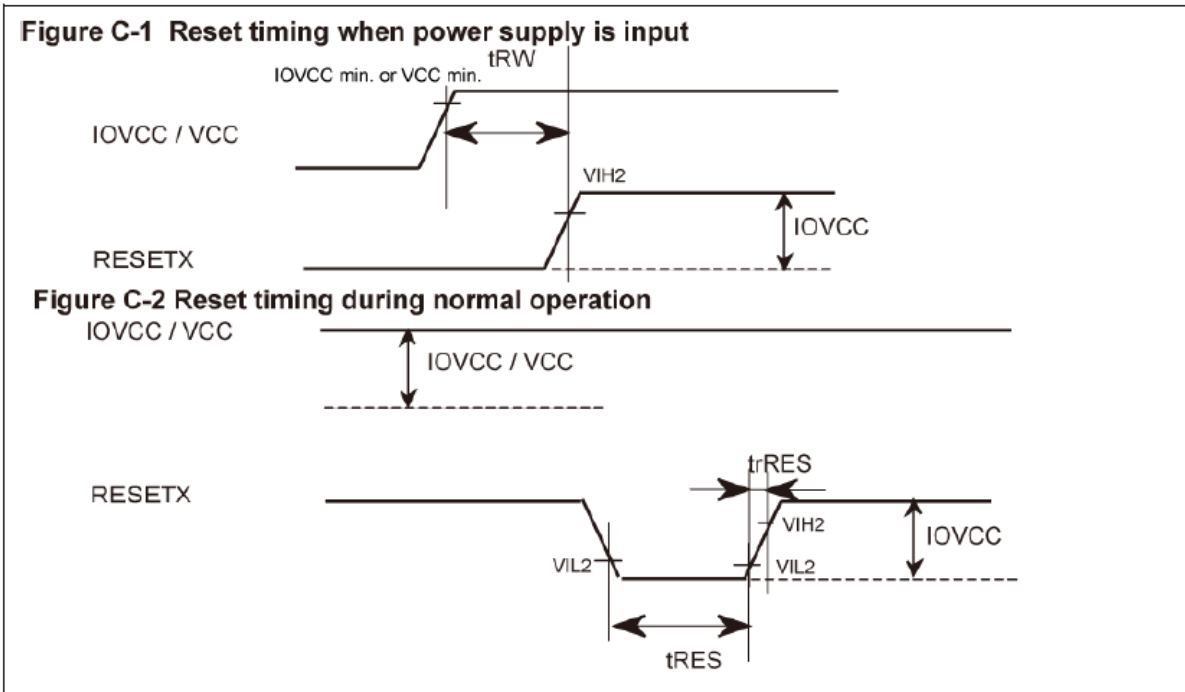 Figure C-1 Reset timing when power supply is input
tRW
IOVCC min. or VCC min.
IOVCC / VCC
VIH2
IOVCC
RESETX
Figure C-2 Reset timing during normal operation
IOVCC / VCC
IOVCC / VCC
trRES
RESETX
VIH2
IOVCC
VIL2
VIL2
tRES